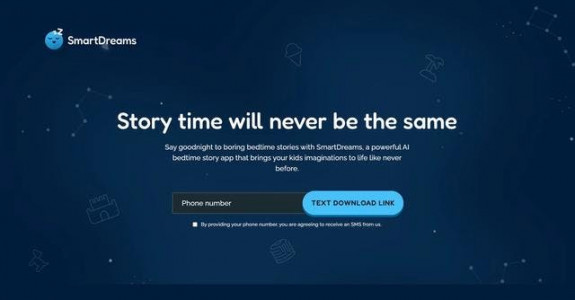 SmartDreams
Story time will never be the same
Say goodnight to boring bedtime stories with SmartDreams, a powerful AI
bedtime story app that brings your kids imaginations to life like never
before.
Phone number
TEXT DOWNLOAD LINK
By providing your phone number, you are agreeing to receive an SMS from us.